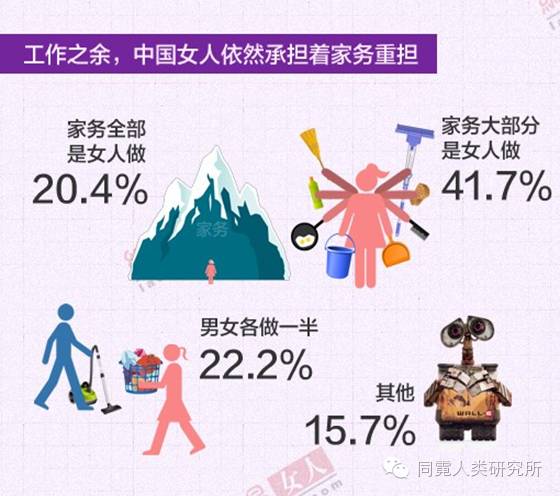 工作之余，中国女人依然承担着家务重担
家务全部
是女人做
20.4%
家务大部分
是女人做
41.7%
家务
男女各做一半
22.2%
其他
15.7%
WALL·E
女人
同霓人类研究所